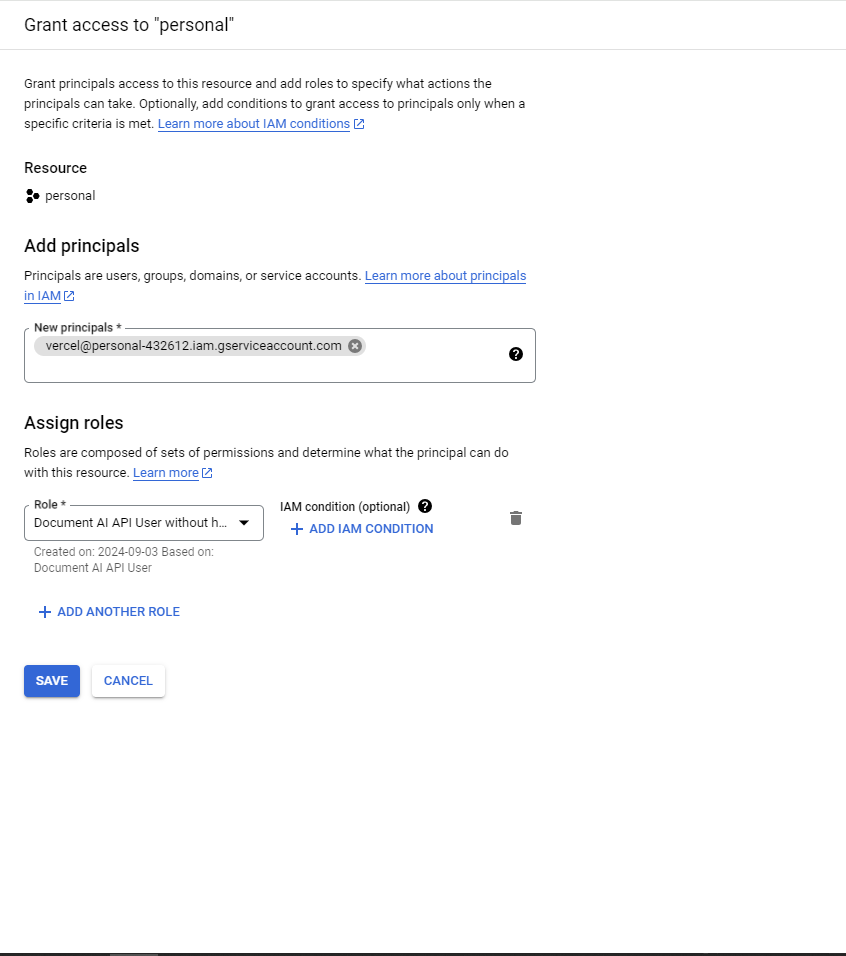 Grant access to "personal"
Grant principals access to this resource and add roles to specify what actions the
principals can take. Optionally, add conditions to grant access to principals only when a
specific criteria is met. Learn more about IAM conditions
Resource
personal
Add principals
Principals are users, groups, domains, or service accounts. Learn more about principals
in IAM
New principals *
vercel@personal-432612.iam.gserviceaccount.com
Assign roles
Roles are composed of sets of permissions and determine what the principal can do
with this resource. Learn more
Role *
Document AI API User without h...
IAM condition (optional)
ADD IAM CONDITION
Created on: 2024-09-03 Based on:
Document AI API User
ADD ANOTHER ROLE
SAVE
CANCEL